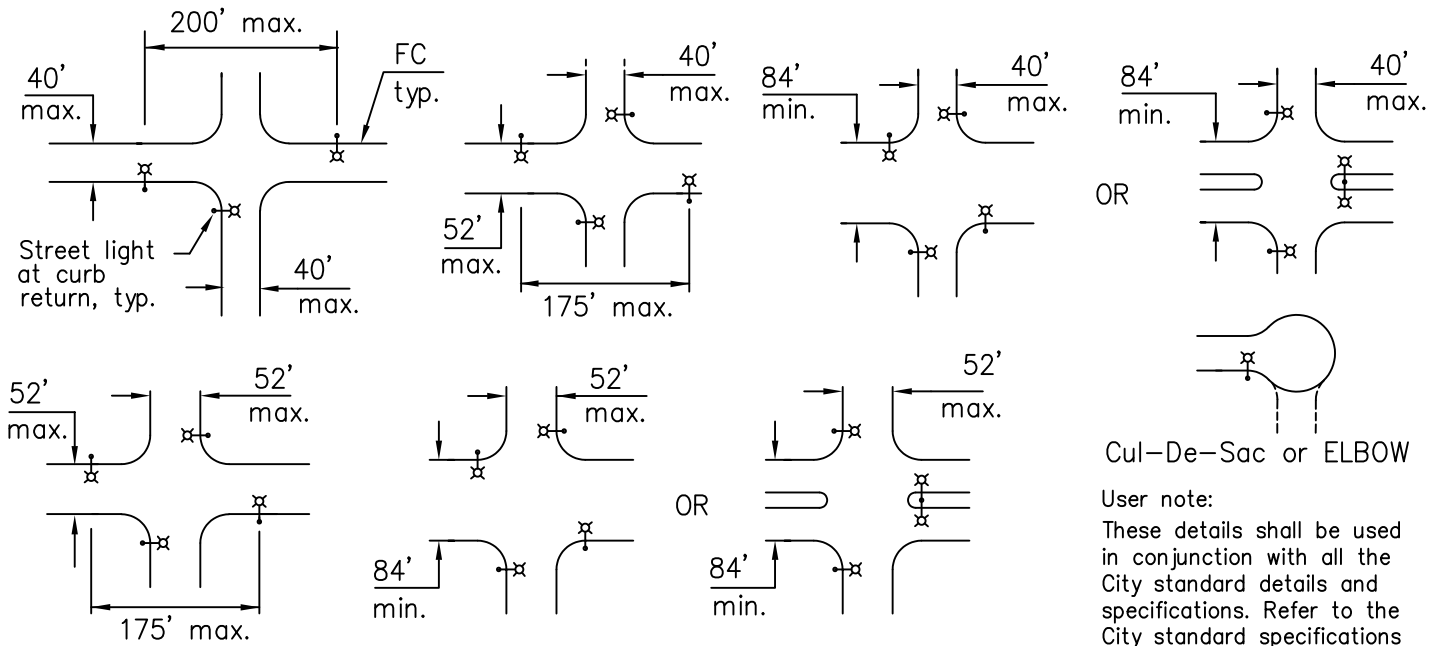 200' max.
40'
max.
FC
typ.
Street light
at curb
return, typ.
40'
max.
40'
max.
52'
max.
175' max.
84'
min.
40'
max.
OR
84'
min.
40'
max.
52'
max.
52'
max.
175' max.
52'
max.
84'
min.
OR
52'
max.
84'
min.
Cul-De-Sac or ELBOW
User note:
These details shall be used
in conjunction with all the
City standard details and
specifications. Refer to the
City standard specifications